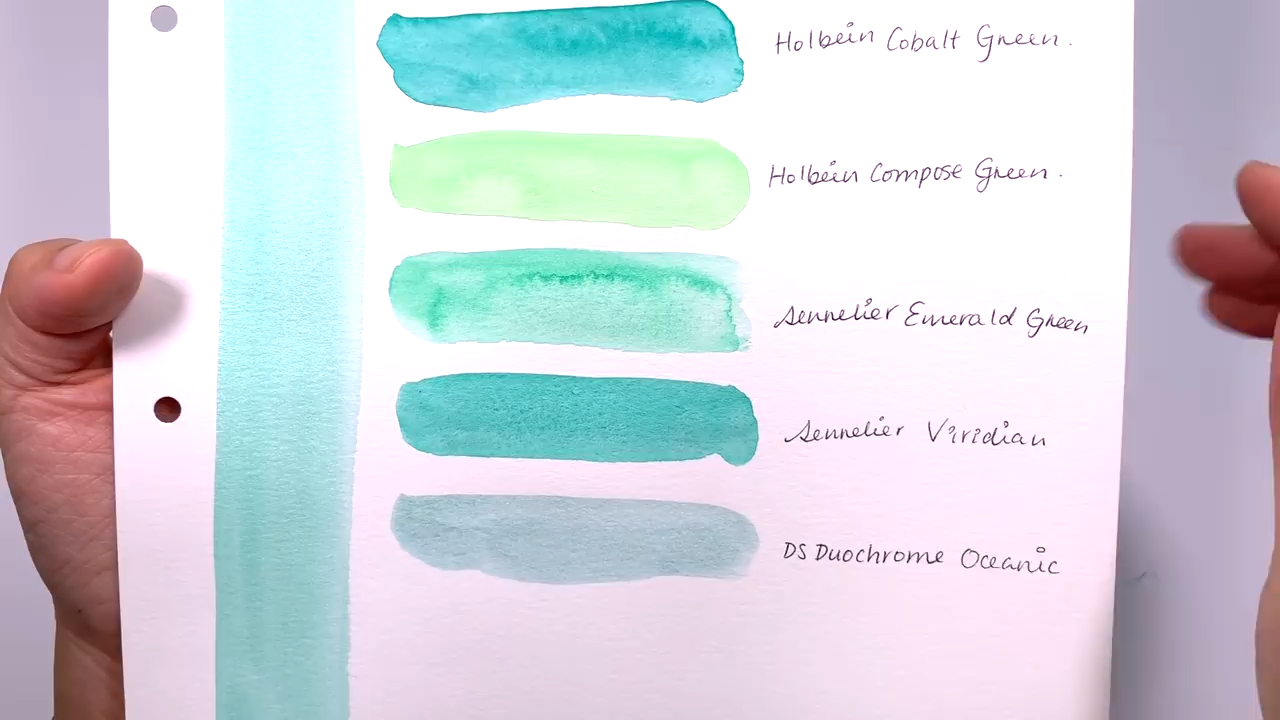 Holbein Cobalt Green.
Holbein Compose Green.
Sennelier Emerald Green
Sennelier Viridian
DS Duochrome Oceanic